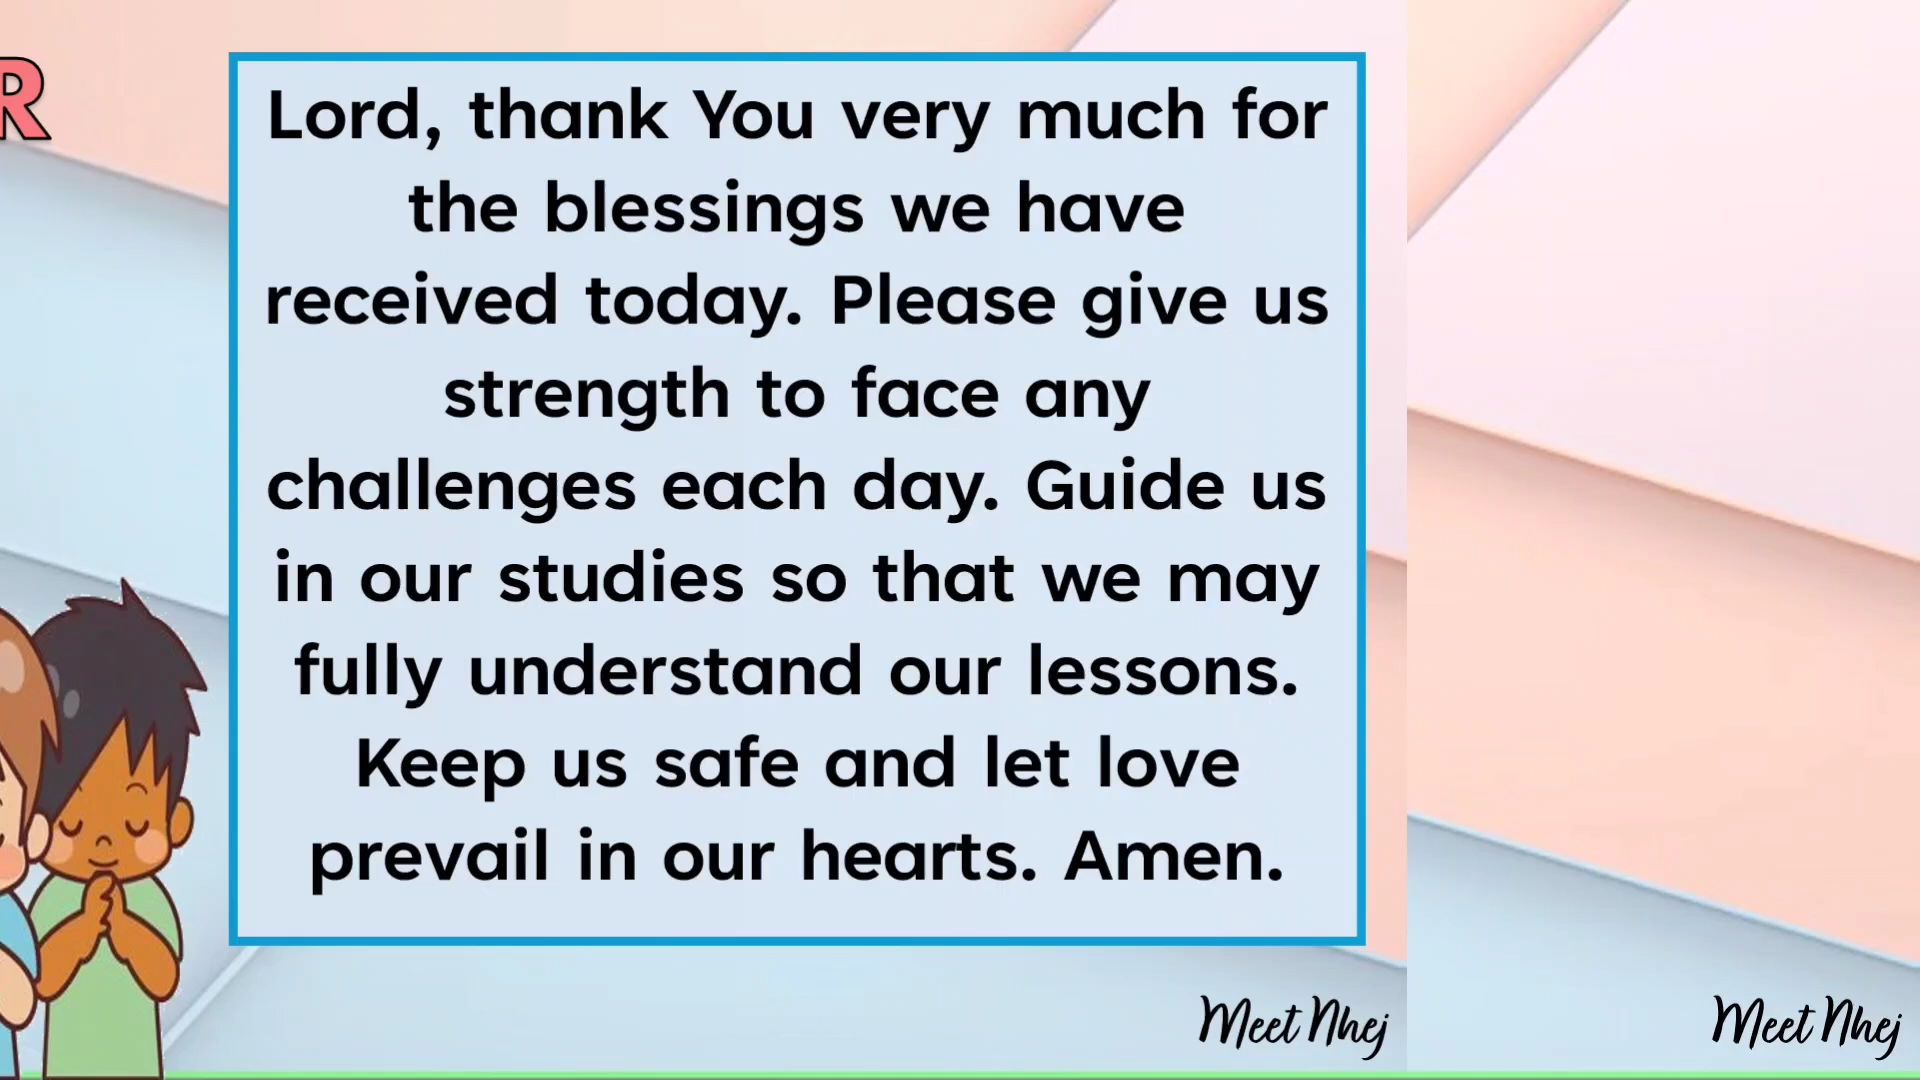 R
Lord, thank You very much for
the blessings we have
received today. Please give us
strength to face any
challenges each day. Guide us
in our studies so that we may
fully understand our lessons.
Keep us safe and let love
prevail in our hearts. Amen.
Meet Nhej
Meet Nhej